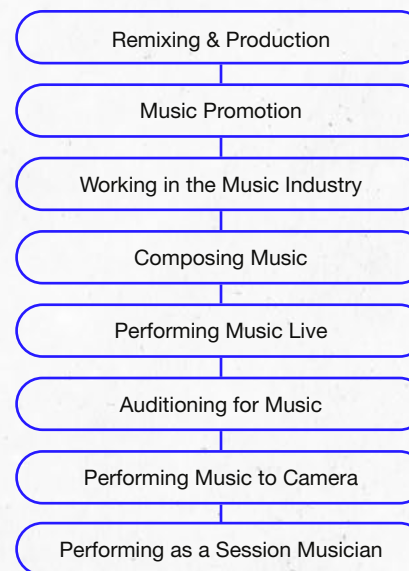 Remixing & Production
Music Promotion
Working in the Music Industry
Composing Music
Performing Music Live
Auditioning for Music
Performing Music to Camera
Performing as a Session Musician